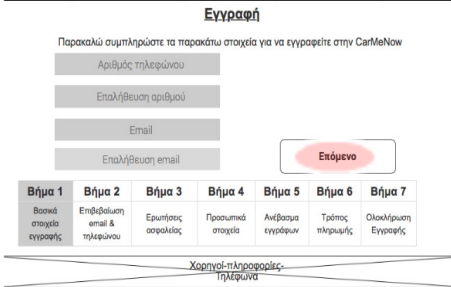 Εγγραφή
Παρακαλώ συμπληρώστε τα παρακάτω στοιχεία για να εγγραφείτε στην CarMeNow
Αριθμός τηλεφώνου
Επαλήθευση αριθμού
Email
Επαλήθευση email
Επόμενο
Βήμα 1 Βήμα 2 Βήμα 3 Βήμα 4 Βήμα 5 Βήμα 6 Βήμα 7
Βασικά στοιχεία εγγραφής
Επιβεβαίωση email & τηλεφώνου
Ερωτήσεις ασφαλείας
Προσωπικά στοιχεία
Ανέβασμα εγγράφων
Τρόπος πληρωμής
Ολοκλήρωση Εγγραφής
Χορηγοί-πληροφορίες-
Τηλέφωνα